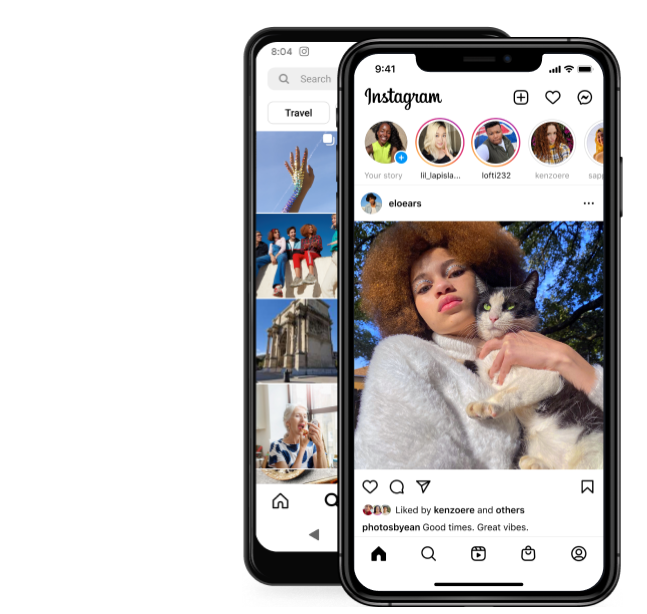 8:04
Search
Travel
9:41
Instagram
Your story
lil_lapisla...
lofti232
kenzoere
sapp
eloears
Liked by kenzoere and others
photosbyean Good times. Great vibes.